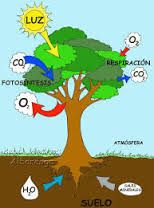 LUZ
O₂
RESPIRACIÓN
CO₂
CO₂
FOTOSÍNTESIS
O₂
ATMÓSFERA
H₂O
SALES
MINERALES
SUELO